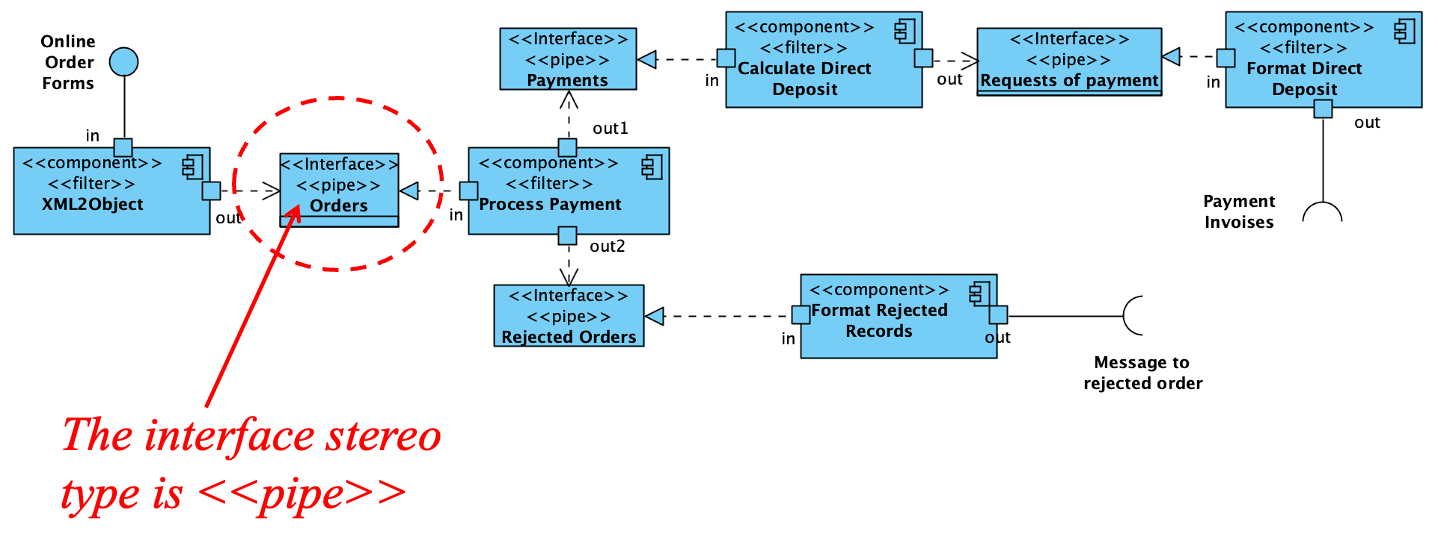 Online
Order
Forms
in
<<component>>
<<filter>>
XML2Object
out
<<Interface>>
<<pipe>>
Orders
in
<<component>>
<<filter>>
Process Payment
out1
out2
<<Interface>>
<<pipe>>
Payments
in
<<component>>
<<filter>>
Calculate Direct
Deposit
out
<<Interface>>
<<pipe>>
Requests of payment
in
<<component>>
<<filter>>
Format Direct
Deposit
out
Payment
Invoises
<<Interface>>
<<pipe>>
Rejected Orders
in
<<component>>
Format Rejected
Records
out
Message to
rejected order
The interface stereo
type is <<pipe>>